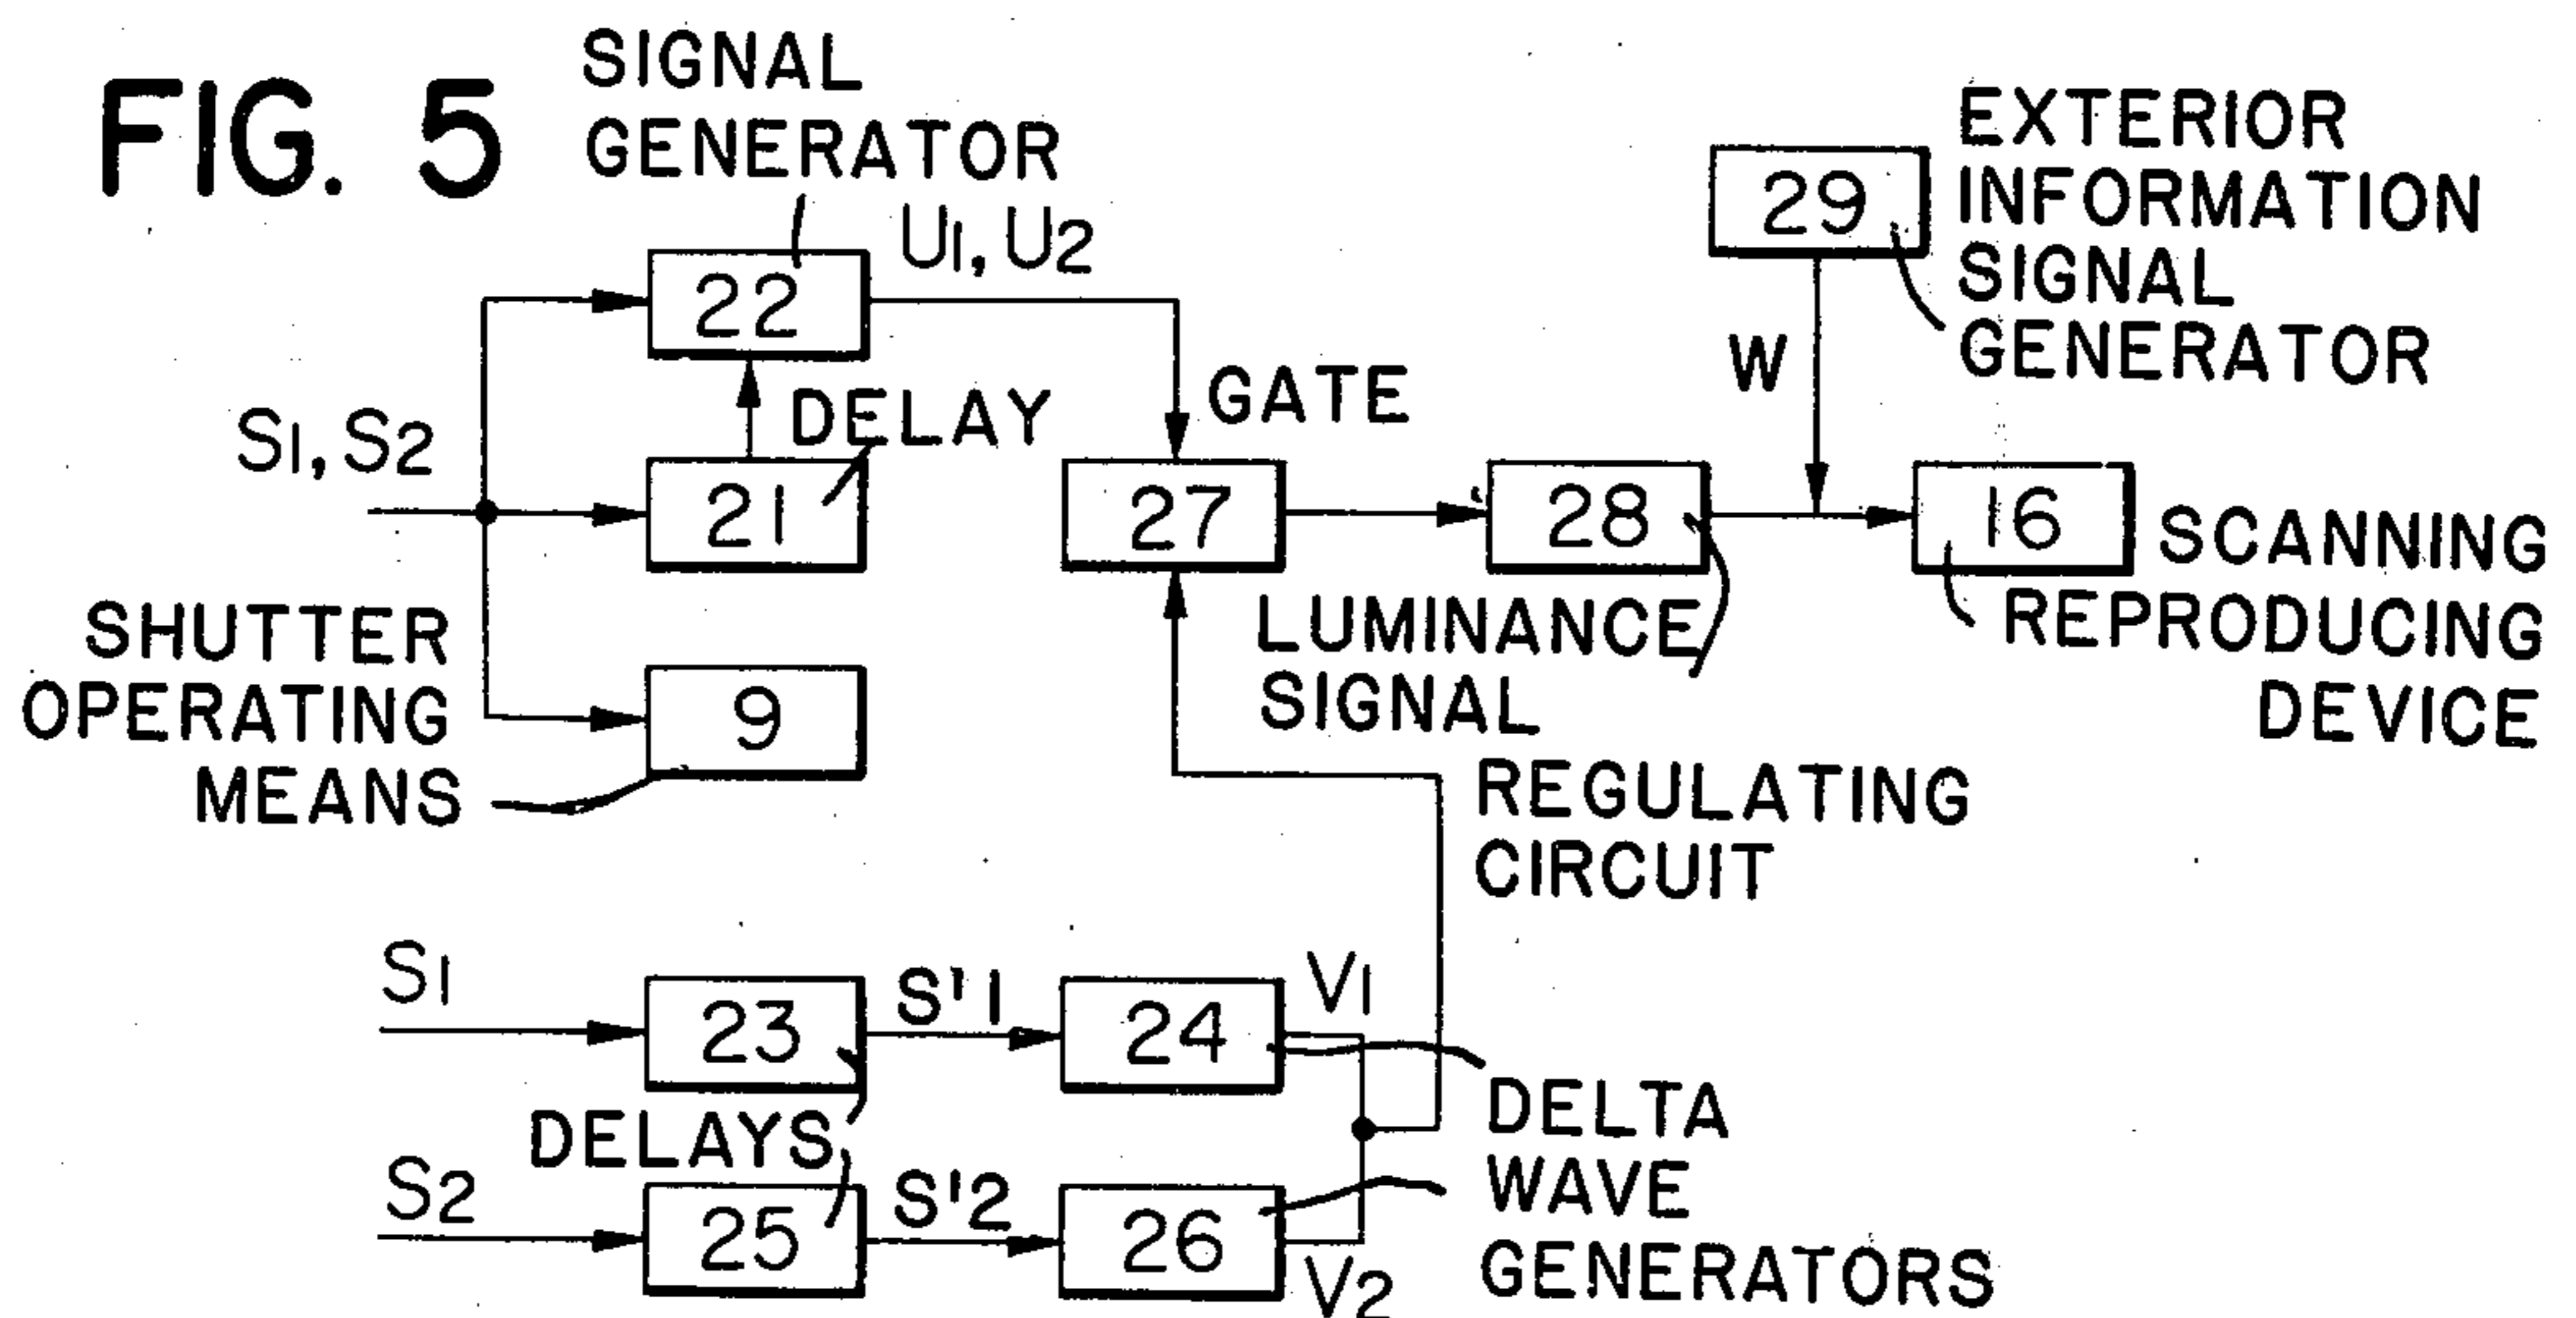 FIG. 5
SIGNAL
GENERATOR
22
U1, U2
EXTERIOR
INFORMATION
SIGNAL
GENERATOR
29
W
S1, S2
DELAY
21
GATE
27
28
16
SCANNING
REPRODUCING
DEVICE
SHUTTER
OPERATING
MEANS
9
LUMINANCE
SIGNAL
REGULATING
CIRCUIT
S1
23
S'1
24
V1
DELAYS
DELTA
WAVE
GENERATORS
S2
25
S'2
26
V2